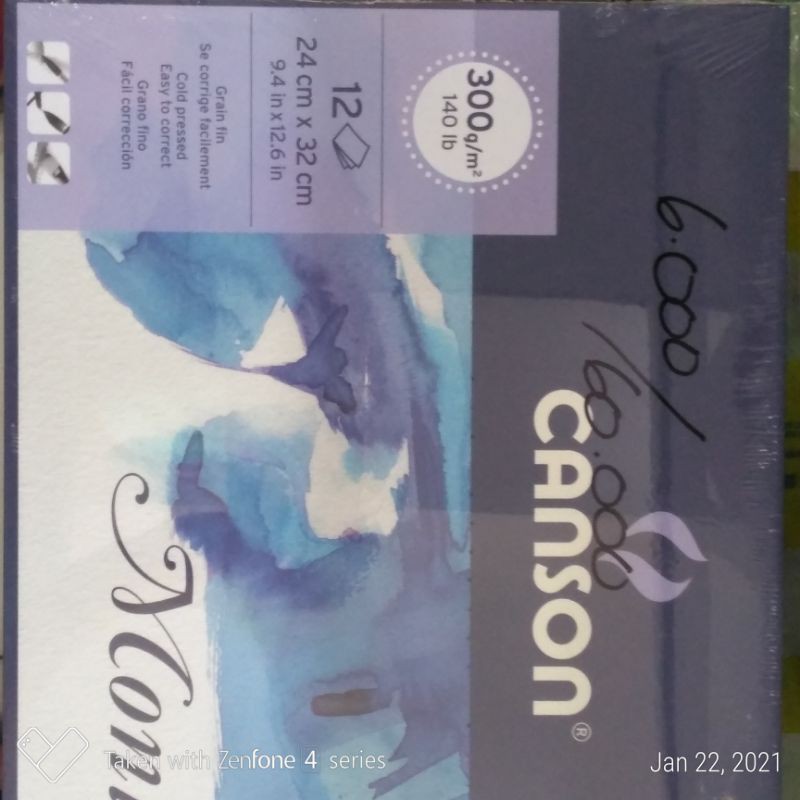 6.000/
/60.000
CANSON®
300g/m²
140 lb
12
24 cm x 32 cm
9.4 in x 12.6 in
Grain fin
Se corrige facilement
Cold pressed
Easy to correct
Grano fino
Fácil corrección
Mon
Taken with Zenfone 4 series
Jan 22, 2021